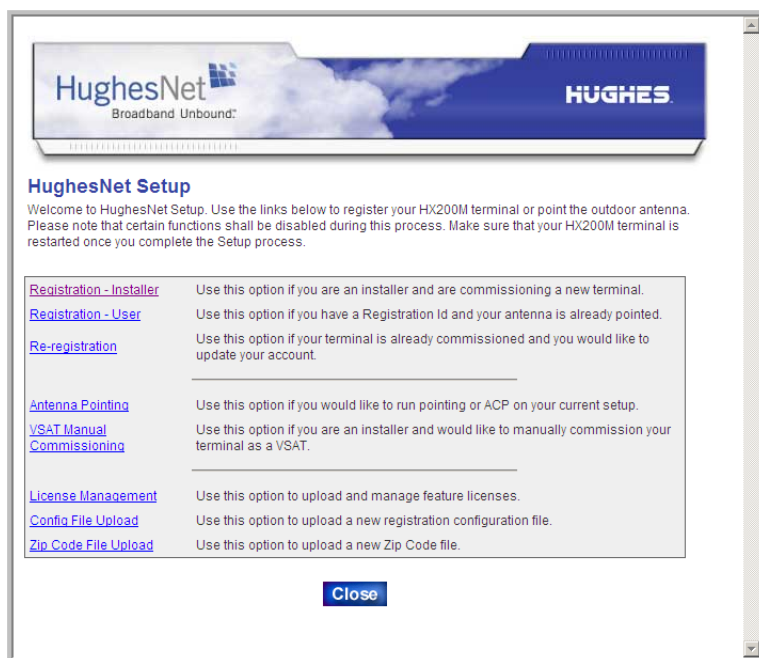 HughesNet
Broadband Unbound.™
HUGHES.
HughesNet Setup
Welcome to HughesNet Setup. Use the links below to register your HX200M terminal or point the outdoor antenna.
Please note that certain functions shall be disabled during this process. Make sure that your HX200M terminal is
restarted once you complete the Setup process.
Registration - Installer Use this option if you are an installer and are commissioning a new terminal.
Registration - User Use this option if you have a Registration Id and your antenna is already pointed.
Re-registration Use this option if your terminal is already commissioned and you would like to
update your account.
Antenna Pointing Use this option if you would like to run pointing or ACP on your current setup.
VSAT Manual Use this option if you are an installer and would like to manually commission your
Commissioning terminal as a VSAT.
License Management Use this option to upload and manage feature licenses.
Config File Upload Use this option to upload a new registration configuration file.
Zip Code File Upload Use this option to upload a new Zip Code file.
Close